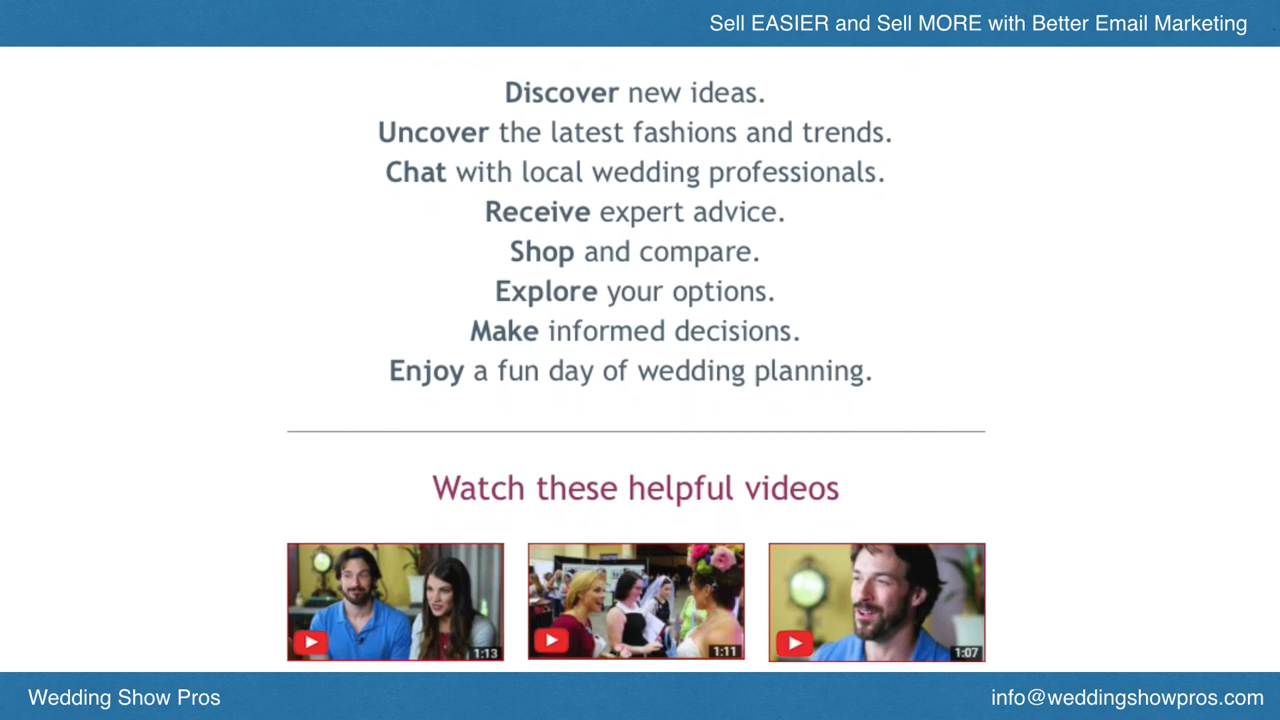 Sell EASIER and Sell MORE with Better Email Marketing
Discover new ideas.
Uncover the latest fashions and trends.
Chat with local wedding professionals.
Receive expert advice.
Shop and compare.
Explore your options.
Make informed decisions.
Enjoy a fun day of wedding planning.
Watch these helpful videos
1:13 1:11 1:07
Wedding Show Pros info@weddingshowpros.com